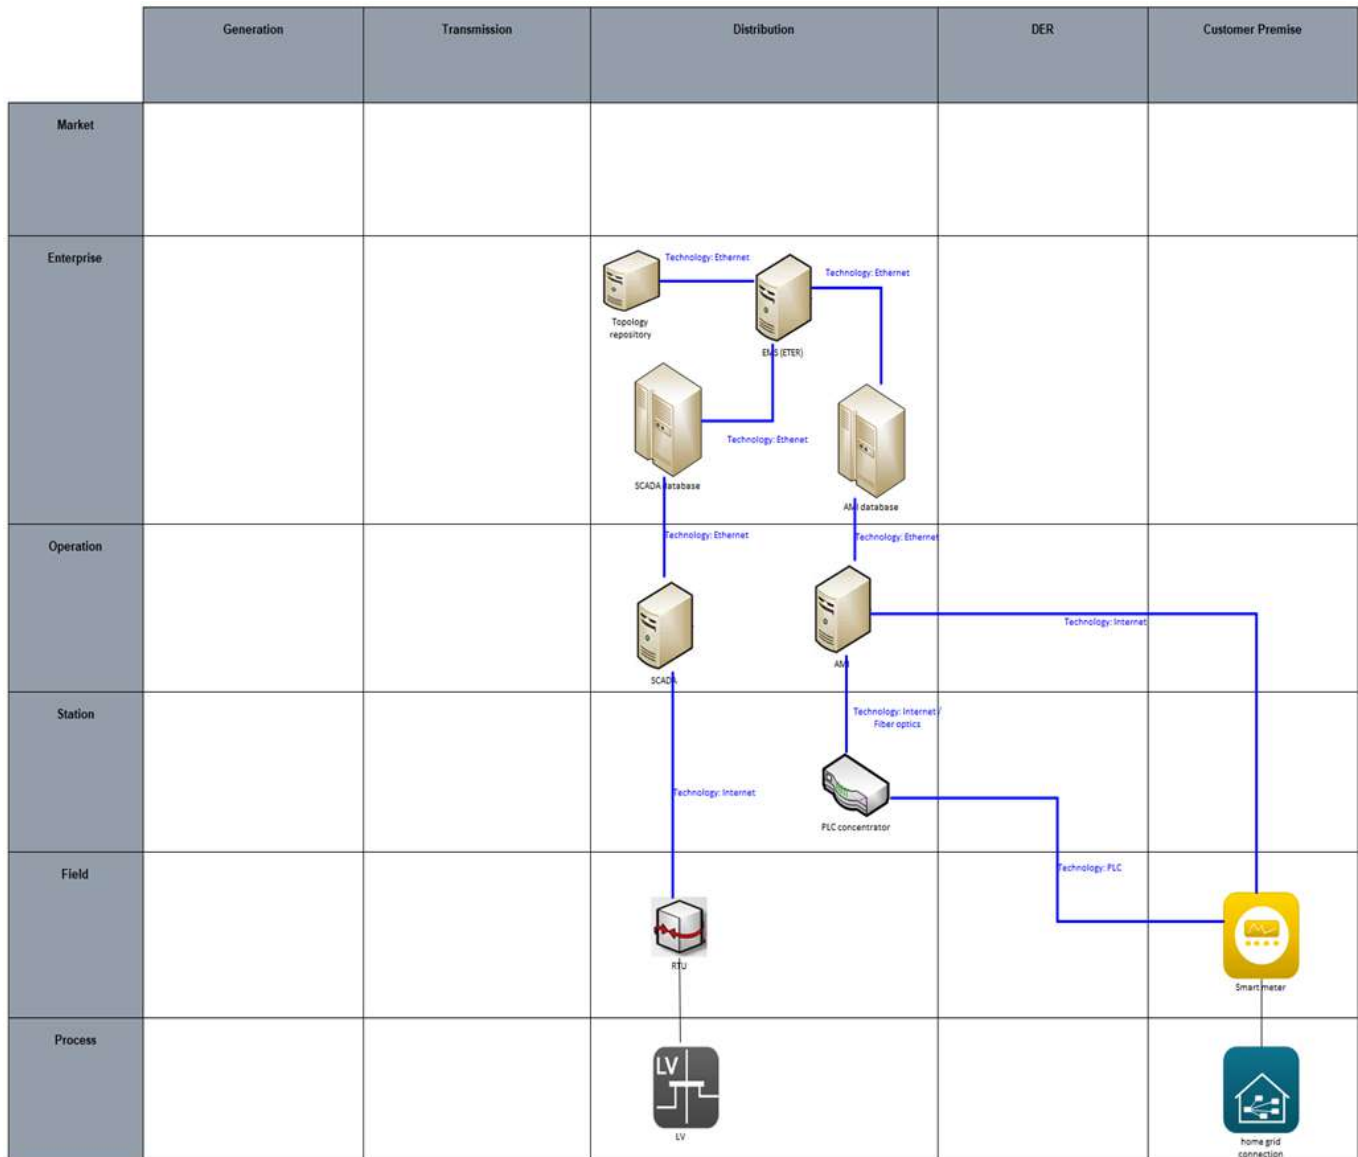 Generation
Transmission
Distribution
DER
Customer Premise
Market
Enterprise
Technology: Ethernet
Technology: Ethernet
Topology
repository
EMS (ETER)
Technology: Ethenet
SCADA database
AMI database
Operation
Technology: Ethernet
Technology: Ethernet
Technology: Internet
SCADA
AMI
Station
Technology: Internet /
Fiber optics
Technology: Internet
PLC concentrator
Field
Technology: PLC
RTU
Smart meter
Process
LV
LV
home grid
connection